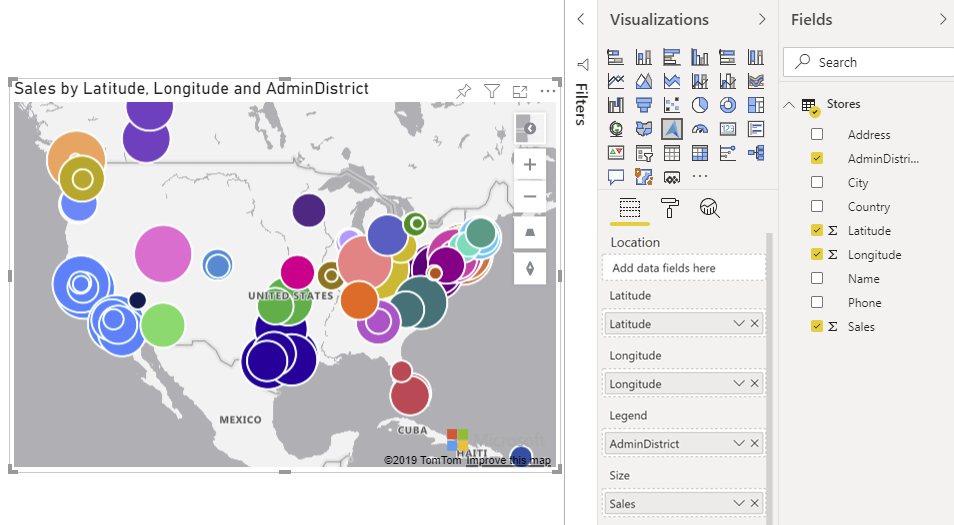 Sales by Latitude, Longitude and AdminDistrict
UNITED STATES
MEXICO
CUBA
HAITI
Microsoft
©2019 TomTom Improve this map
Filters
Visualizations
123
Location
Add data fields here
Latitude
Latitude
Longitude
Longitude
Legend
AdminDistrict
Size
Sales
Fields
Search
Stores
Address
AdminDistri...
City
Country
Latitude
Longitude
Name
Phone
Sales